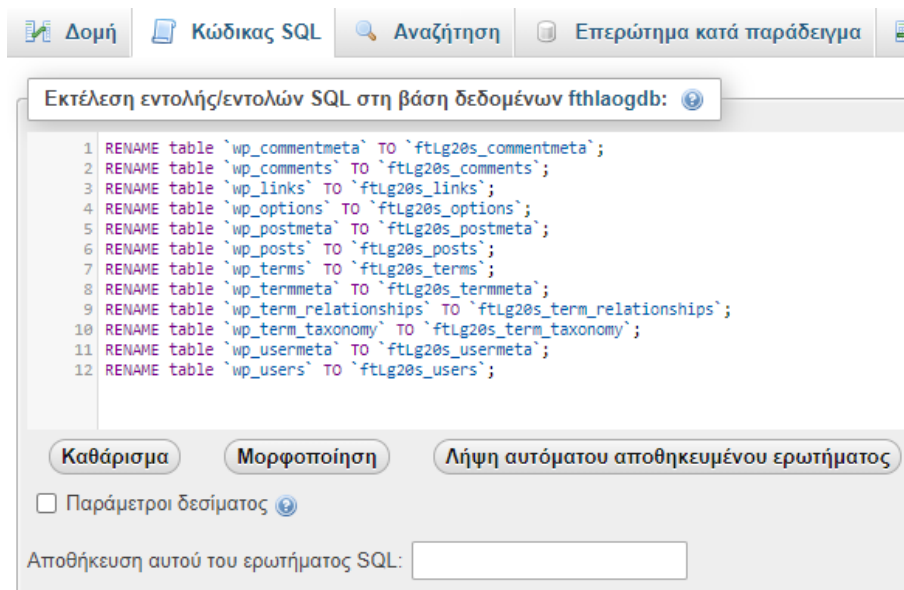 Δομή Κώδικας SQL Αναζήτηση Επερώτημα κατά παράδειγμα
Εκτέλεση εντολής/εντολών SQL στη βάση δεδομένων fthlaogdb:
1 RENAME table `wp_commentmeta` TO `ftLg20s_commentmeta`;
2 RENAME table `wp_comments` TO `ftLg20s_comments`;
3 RENAME table `wp_links` TO `ftLg20s_links`;
4 RENAME table `wp_options` TO `ftLg20s_options`;
5 RENAME table `wp_postmeta` TO `ftLg20s_postmeta`;
6 RENAME table `wp_posts` TO `ftLg20s_posts`;
7 RENAME table `wp_terms` TO `ftLg20s_terms`;
8 RENAME table `wp_termmeta` TO `ftLg20s_termmeta`;
9 RENAME table `wp_term_relationships` TO `ftLg20s_term_relationships`;
10 RENAME table `wp_term_taxonomy` TO `ftLg20s_term_taxonomy`;
11 RENAME table `wp_usermeta` TO `ftLg20s_usermeta`;
12 RENAME table `wp_users` TO `ftLg20s_users`;
Καθάρισμα Μορφοποίηση Λήψη αυτόματου αποθηκευμένου ερωτήματος
Παράμετροι δεσίματος
Αποθήκευση αυτού του ερωτήματος SQL: